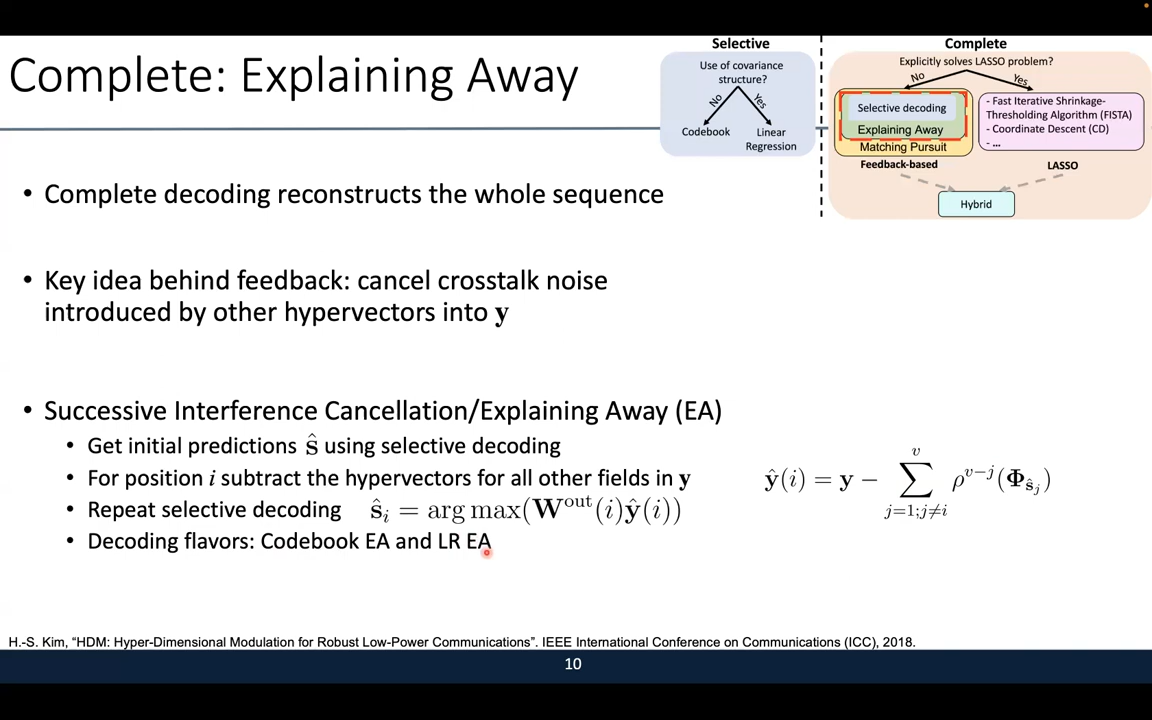 Complete: Explaining Away
Selective
Use of covariance
structure?
No
Yes
Codebook
Linear
Regression
Complete
Explicitly solves LASSO problem?
No
Yes
Selective decoding
Explaining Away
Matching Pursuit
Feedback-based
- Fast Iterative Shrinkage-
Thresholding Algorithm (FISTA)
- Coordinate Descent (CD)
- ...
LASSO
Hybrid
• Complete decoding reconstructs the whole sequence
• Key idea behind feedback: cancel crosstalk noise
introduced by other hypervectors into y
• Successive Interference Cancellation/Explaining Away (EA)
• Get initial predictions ŝ using selective decoding
• For position i subtract the hypervectors for all other fields in y
• Repeat selective decoding ŝᵢ = arg max(W^out(i)ŷ(i))
• Decoding flavors: Codebook EA and LR EA
ŷ(i) = y − ∑_{j=1;j≠i}^{v} ρ^{v−j}(Φ_{ŝ_j})
H.-S. Kim, “HDM: Hyper-Dimensional Modulation for Robust Low-Power Communications”. IEEE International Conference on Communications (ICC), 2018.
10